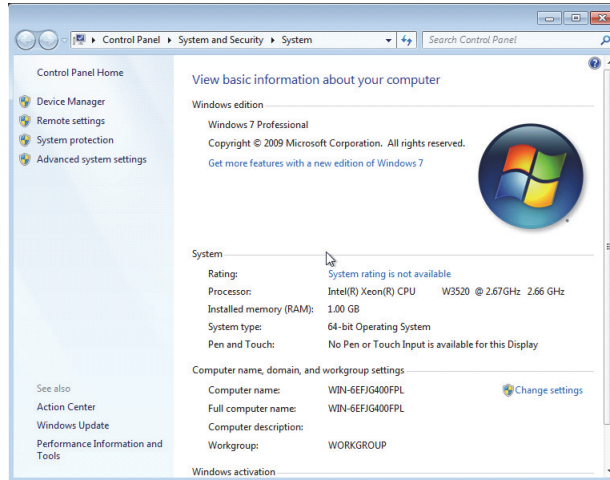 Control Panel ▸ System and Security ▸ System
Search Control Panel
Control Panel Home
Device Manager
Remote settings
System protection
Advanced system settings
See also
Action Center
Windows Update
Performance Information and
Tools
View basic information about your computer
Windows edition
Windows 7 Professional
Copyright © 2009 Microsoft Corporation. All rights reserved.
Get more features with a new edition of Windows 7
System
Rating: System rating is not available
Processor: Intel(R) Xeon(R) CPU W3520 @ 2.67GHz 2.66 GHz
Installed memory (RAM): 1.00 GB
System type: 64-bit Operating System
Pen and Touch: No Pen or Touch Input is available for this Display
Computer name, domain, and workgroup settings
Computer name: WIN-6EFJG400FPL
Change settings
Full computer name: WIN-6EFJG400FPL
Computer description:
Workgroup: WORKGROUP
Windows activation